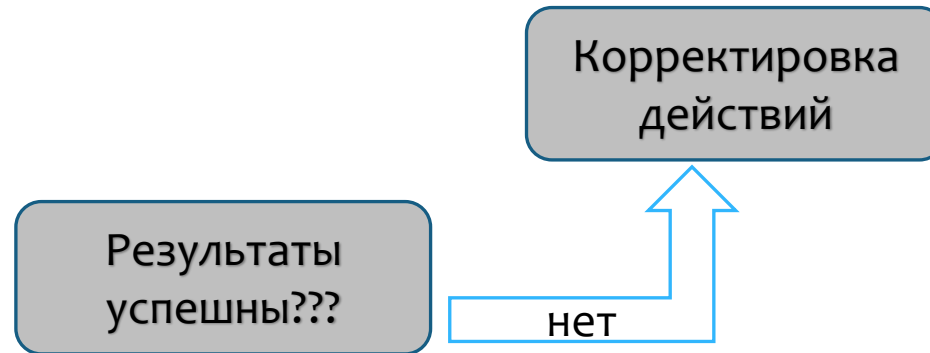 Корректировка
действий
Результаты
успешны???
нет